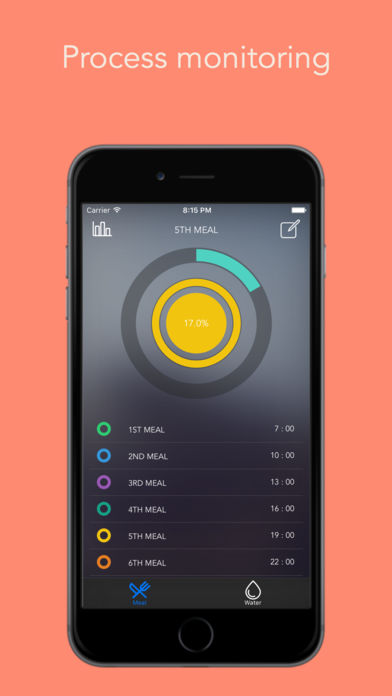 Process monitoring
Carrier 8:15 PM
5TH MEAL
17.0%
1ST MEAL 7 : 00
2ND MEAL 10 : 00
3RD MEAL 13 : 00
4TH MEAL 16 : 00
5TH MEAL 19 : 00
6TH MEAL 22 : 00
Meal Water